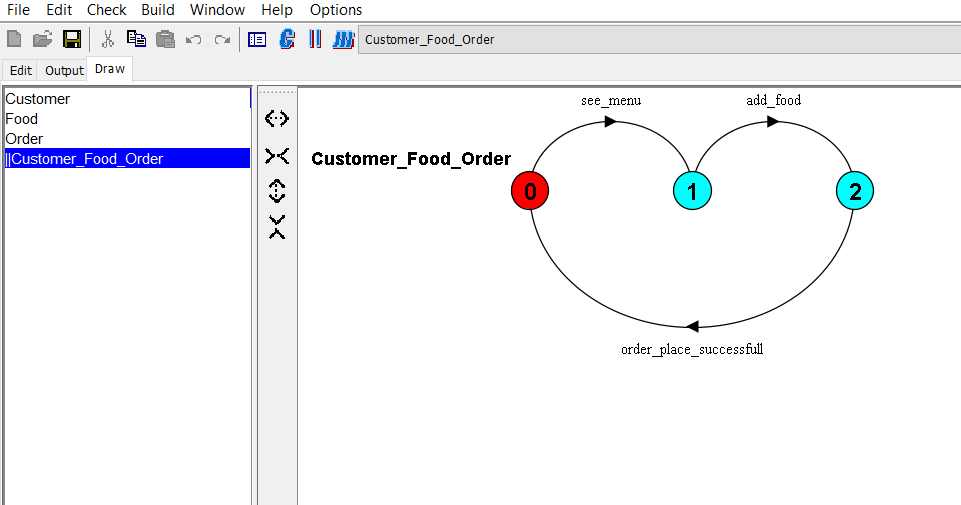 File Edit Check Build Window Help Options
Customer_Food_Order
Edit Output Draw
Customer
Food
Order
||Customer_Food_Order
see_menu add_food
Customer_Food_Order
0 1 2
order_place_successfull